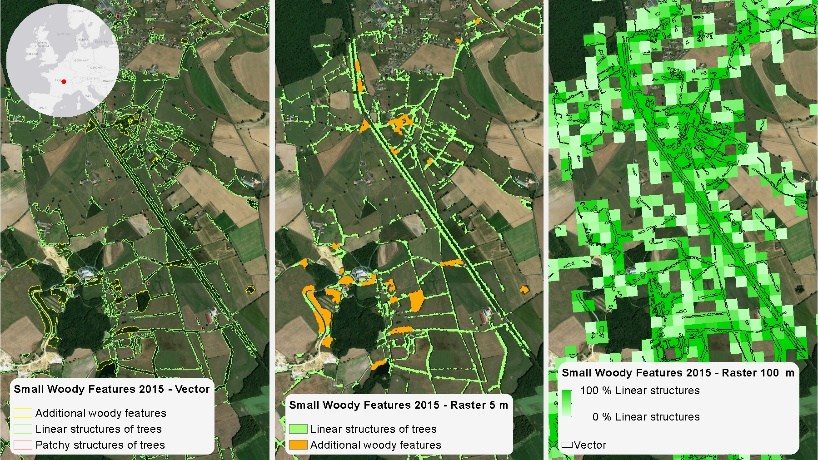 Small Woody Features 2015 - Vector
Additional woody features
Linear structures of trees
Patchy structures of trees
Small Woody Features 2015 - Raster 5 m
Linear structures of trees
Additional woody features
Small Woody Features 2015 - Raster 100 m
100 % Linear structures
0 % Linear structures
Vector